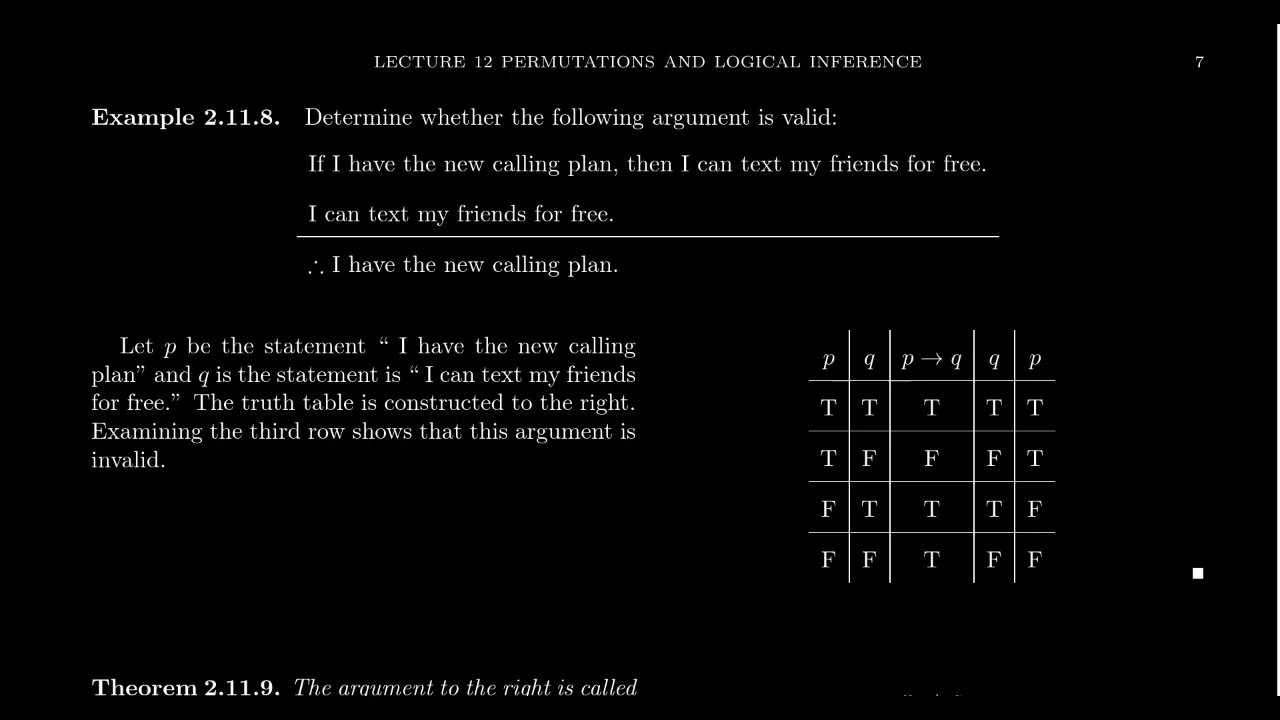 LECTURE 12 PERMUTATIONS AND LOGICAL INFERENCE 7
Example 2.11.8. Determine whether the following argument is valid:
If I have the new calling plan, then I can text my friends for free.
I can text my friends for free.
∴ I have the new calling plan.
Let p be the statement “ I have the new calling
plan” and q is the statement is “ I can text my friends
for free.” The truth table is constructed to the right.
Examining the third row shows that this argument is
invalid.
p q p → q q p
T T T T T
T F F F T
F T T T F
F F T F F
Theorem 2.11.9. The argument to the right is called